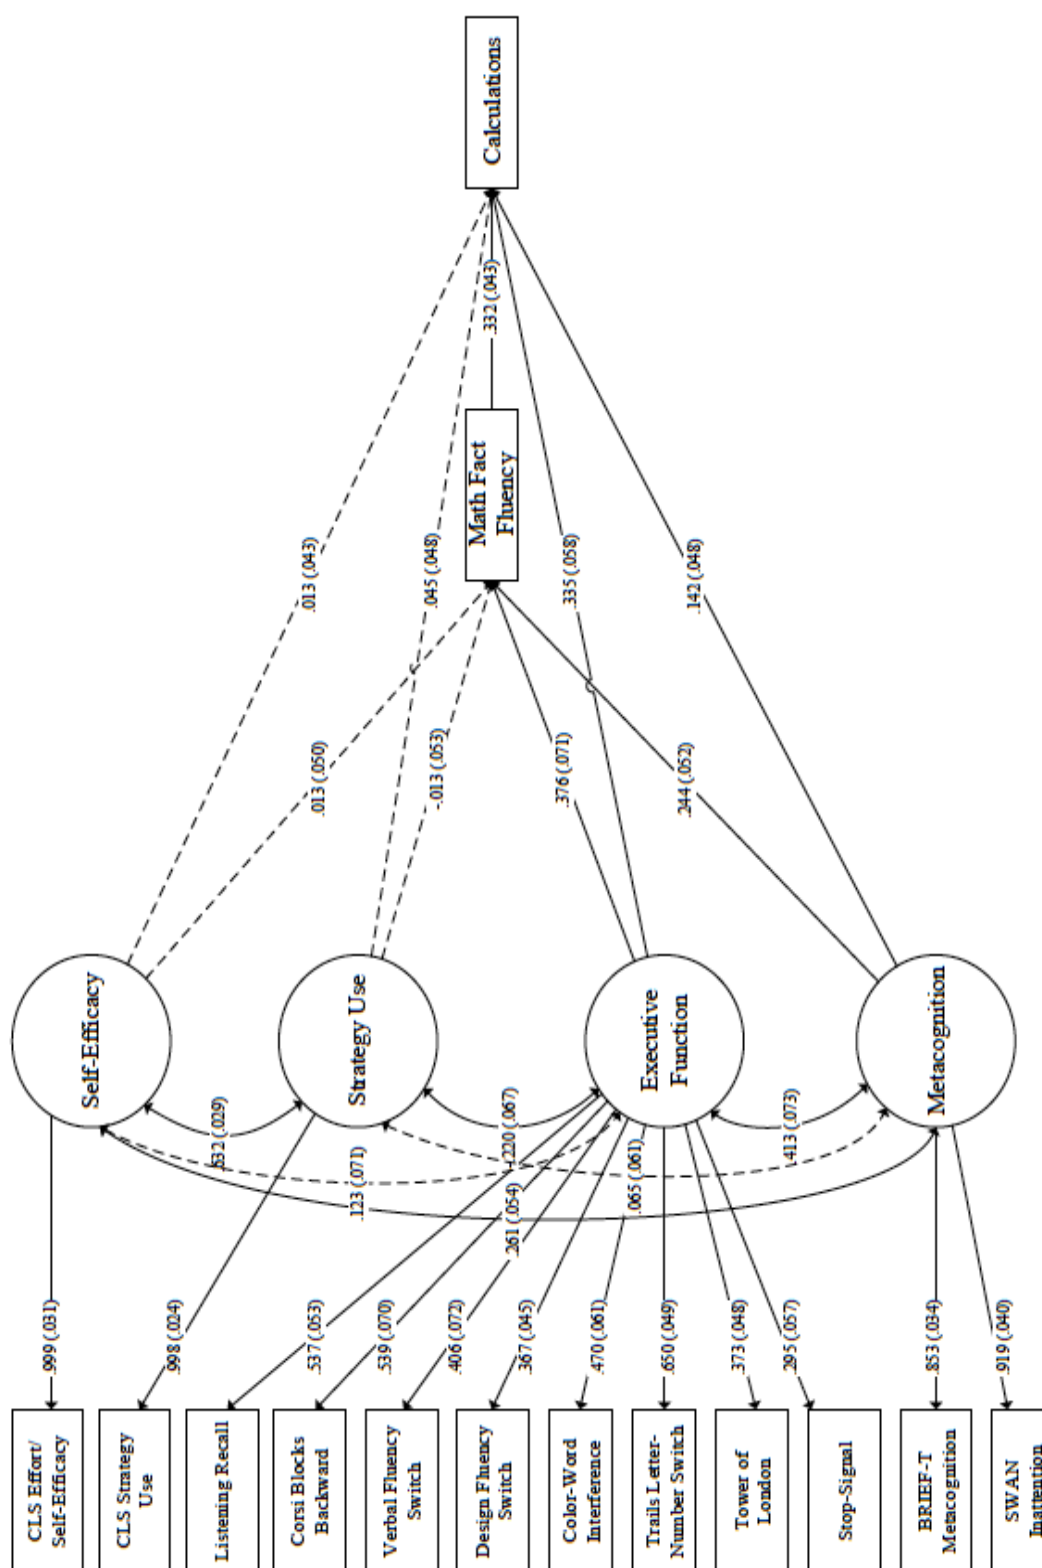 CLS Effort/
Self-Efficacy
CLS Strategy
Use
Listening Recall
Corsi Blocks
Backward
Verbal Fluency
Switch
Design Fluency
Switch
Color-Word
Interference
Trails Letter-
Number Switch
Tower of
London
Stop-Signal
BRIEF-T
Metacognition
SWAN
Inattention
.999 (.031)
.998 (.024)
.537 (.053)
.539 (.070)
.406 (.072)
.367 (.045)
.470 (.061)
.650 (.049)
.373 (.048)
.295 (.057)
.853 (.034)
.919 (.040)
.632 (.029)
.123 (.071)
.220 (.067)
.261 (.054)
.065 (.061)
.413 (.073)
Self-Efficacy
Strategy Use
Executive
Function
Metacognition
.013 (.050)
-.013 (.053)
.376 (.071)
.244 (.052)
.013 (.043)
.045 (.048)
.335 (.058)
.142 (.048)
Math Fact
Fluency
.332 (.043)
Calculations